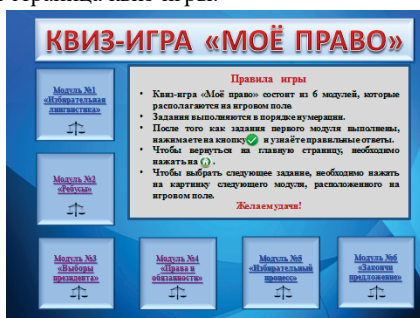 страница квиз-игры.
КВИЗ-ИГРА «МОЁ ПРАВО»
Модуль №1
«Избирательная
лингвистика»
Модуль №2
«Ребусы»
Правила игры
• Квиз-игра «Моё право» состоит из 6 модулей, которые
располагаются на игровом поле.
• Задания выполняются в порядке нумерации.
• После того как задания первого модуля выполнены,
нажимаете на кнопку и узнаёте правильные ответы.
• Чтобы вернуться на главную страницу, необходимо
нажать на .
• Чтобы выбрать следующее задание, необходимо нажать
на картинку следующего модуля, расположенного на
игровом поле.
Желаем удачи!
Модуль №3
«Выборы
президента»
Модуль №4
«Права и
обязанности»
Модуль №5
«Избирательный
процесс»
Модуль №6
«Закончи
предложение»